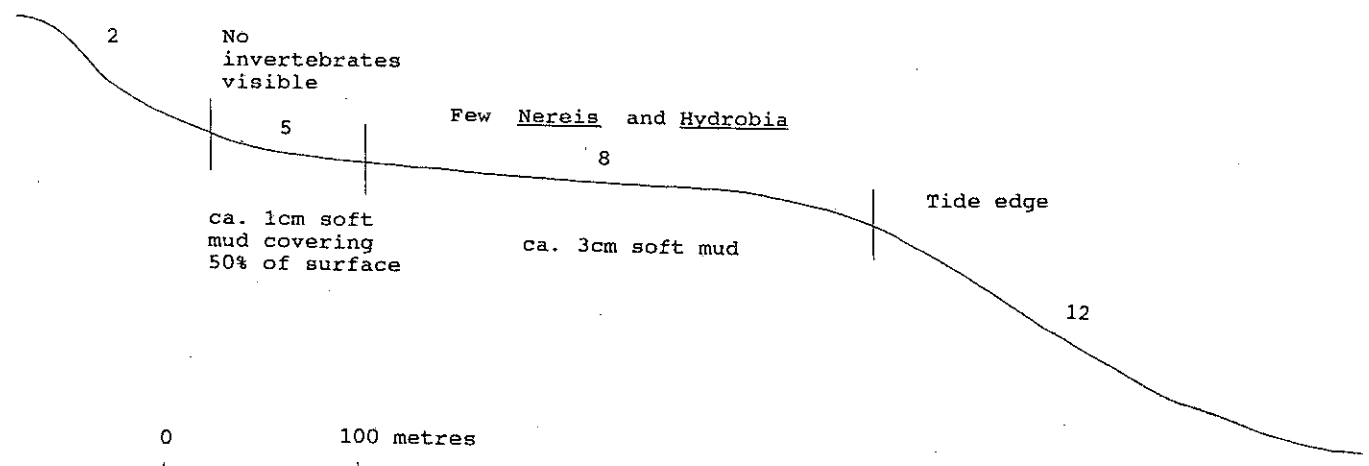 2
No
invertebrates
visible
5
Few Nereis and Hydrobia
8
Tide edge
ca. 1cm soft
mud covering
50% of surface
ca. 3cm soft mud
12
0 100 metres